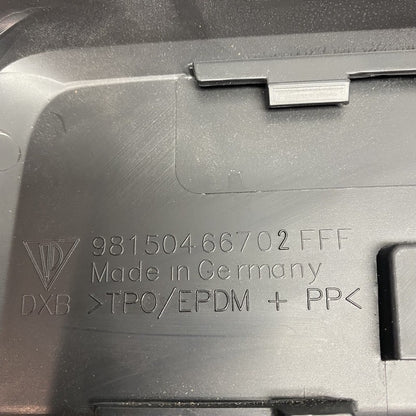 98150466702 FFF
Made in Germany
DXB >TPO/EPDM + PP<